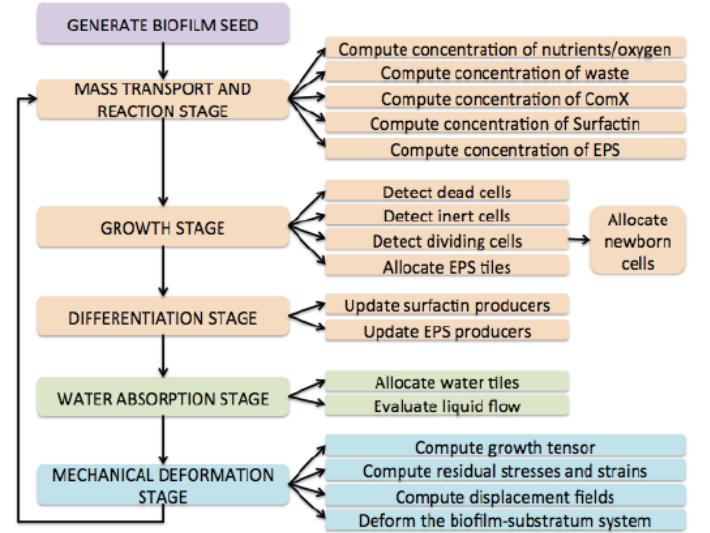 GENERATE BIOFILM SEED
MASS TRANSPORT AND
REACTION STAGE
Compute concentration of nutrients/oxygen
Compute concentration of waste
Compute concentration of ComX
Compute concentration of Surfactin
Compute concentration of EPS
GROWTH STAGE
Detect dead cells
Detect inert cells
Detect dividing cells
Allocate EPS tiles
Allocate
newborn
cells
DIFFERENTIATION STAGE
Update surfactin producers
Update EPS producers
WATER ABSORPTION STAGE
Allocate water tiles
Evaluate liquid flow
MECHANICAL DEFORMATION
STAGE
Compute growth tensor
Compute residual stresses and strains
Compute displacement fields
Deform the biofilm-substratum system